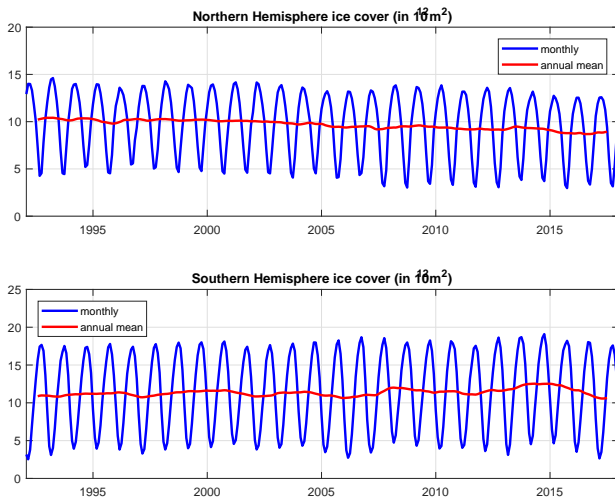 Northern Hemisphere ice cover (in 10¹²m²)
20
15
10
5
0
monthly
annual mean
1995 2000 2005 2010 2015
Southern Hemisphere ice cover (in 10¹²m²)
25
20
15
10
5
0
monthly
annual mean
1995 2000 2005 2010 2015